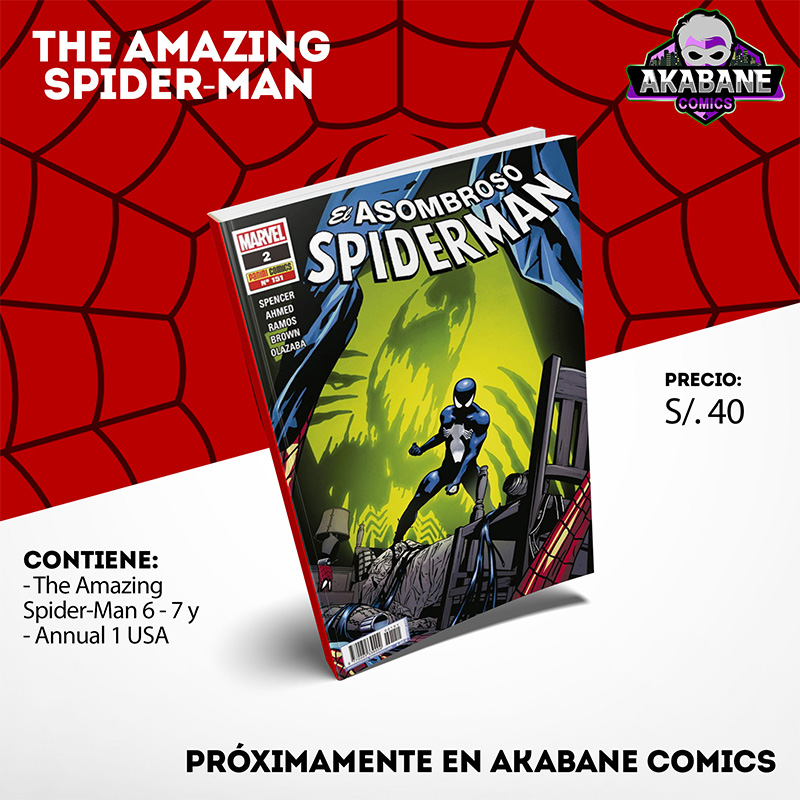 THE AMAZING
SPIDER-MAN
AKABANE
COMICS
El ASOMBROSO
SPIDERMAN
MARVEL
2
PANINI COMICS
Nº 151
SPENCER
AHMED
RAMOS
BROWN
OLAZABA
PRECIO:
S/. 40
CONTIENE:
- The Amazing
Spider-Man 6 - 7 y
- Annual 1 USA
PRÓXIMAMENTE EN AKABANE COMICS